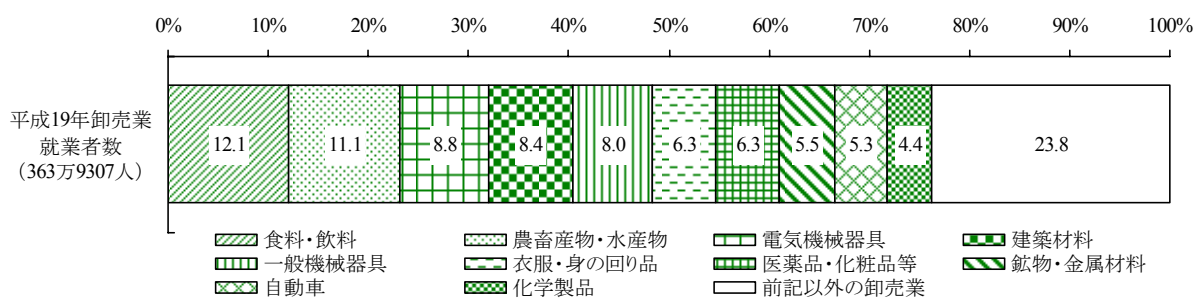 0% 10% 20% 30% 40% 50% 60% 70% 80% 90% 100%
平成19年卸売業
就業者数
（363万9307人）
12.1 11.1 8.8 8.4 8.0 6.3 6.3 5.5 5.3 4.4 23.8
食料・飲料 農畜産物・水産物 電気機械器具 建築材料
一般機械器具 衣服・身の回り品 医薬品・化粧品等 鉱物・金属材料
自動車 化学製品 前記以外の卸売業